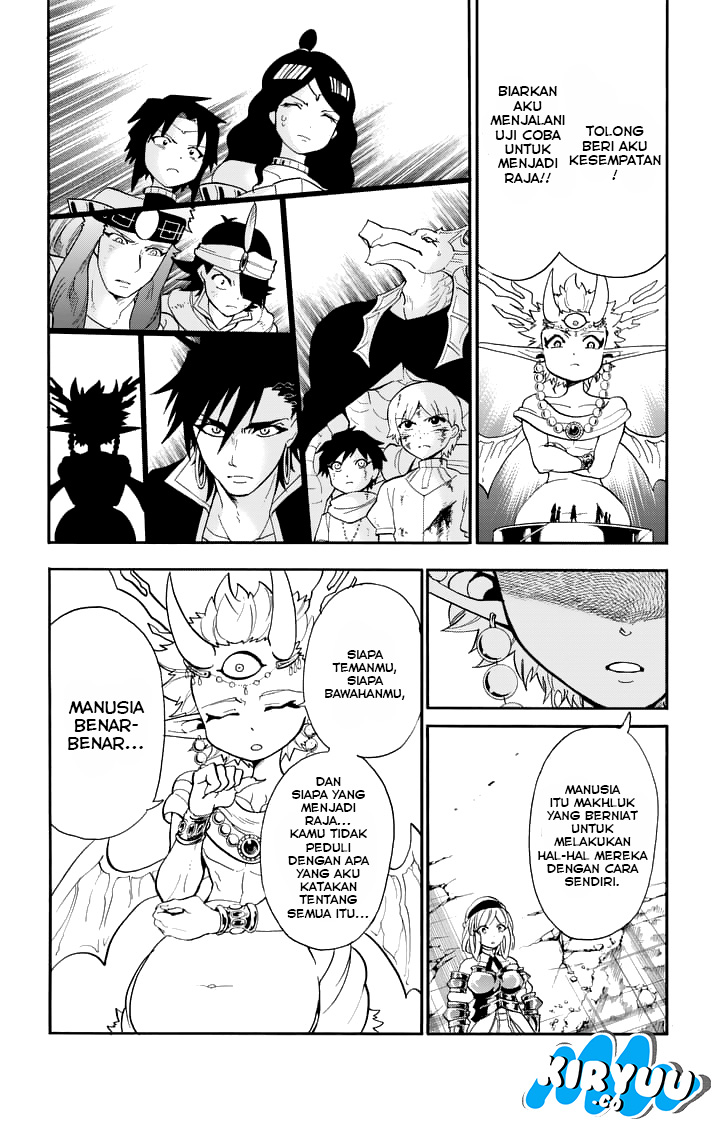 TOLONG
BERI AKU
KESEMPATAN
!
BIARKAN
AKU
MENJALANI
UJI COBA
UNTUK
MENJADI
RAJA!!
MANUSIA
ITU MAKHLUK
YANG BERNIAT
UNTUK
MELAKUKAN
HAL-HAL MEREKA
DENGAN CARA
SENDIRI.
SIAPA
TEMANMU,
SIAPA
BAWAHANMU,
DAN
SIAPA YANG
MENJADI
RAJA...
KAMU TIDAK
PEDULI
DENGAN APA
YANG AKU
KATAKAN
TENTANG
SEMUA ITU...
MANUSIA
BENAR-
BENAR...
KIRYUU
.CO